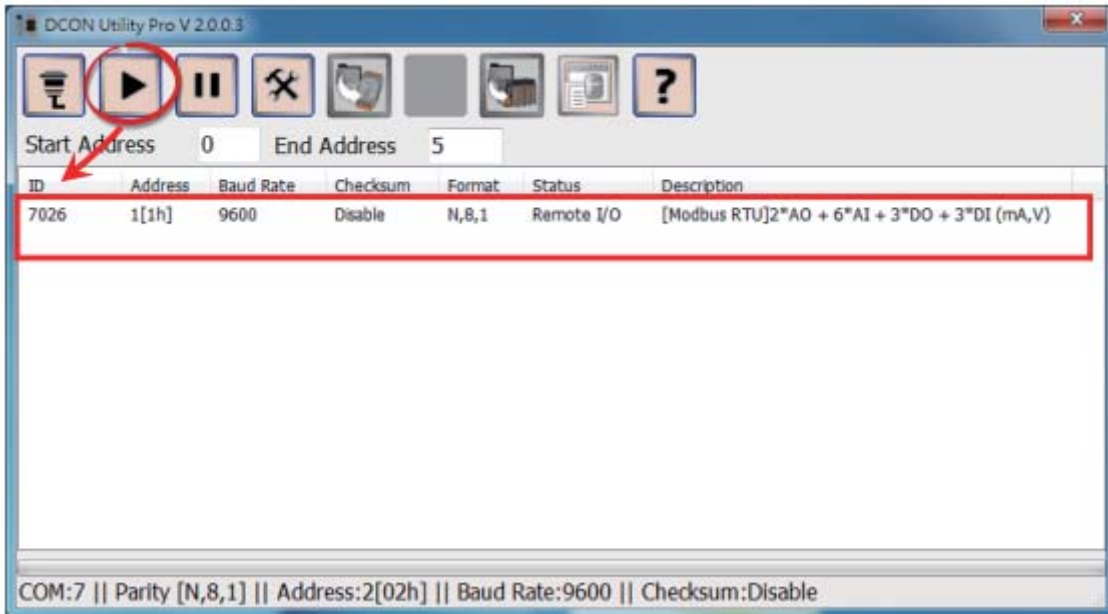 DCON Utility Pro V 2.0.0.3
?
Start Address 0 End Address 5
ID Address Baud Rate Checksum Format Status Description
7026 1[1h] 9600 Disable N,8,1 Remote I/O [Modbus RTU]2*AO + 6*AI + 3*DO + 3*DI (mA,V)
COM:7 || Parity [N,8,1] || Address:2[02h] || Baud Rate:9600 || Checksum:Disable